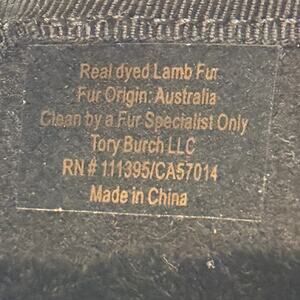 Real dyed Lamb Fur
Fur Origin: Australia
Clean by a Fur Specialist Only
Tory Burch LLC
RN # 111395/CA57014
Made in China